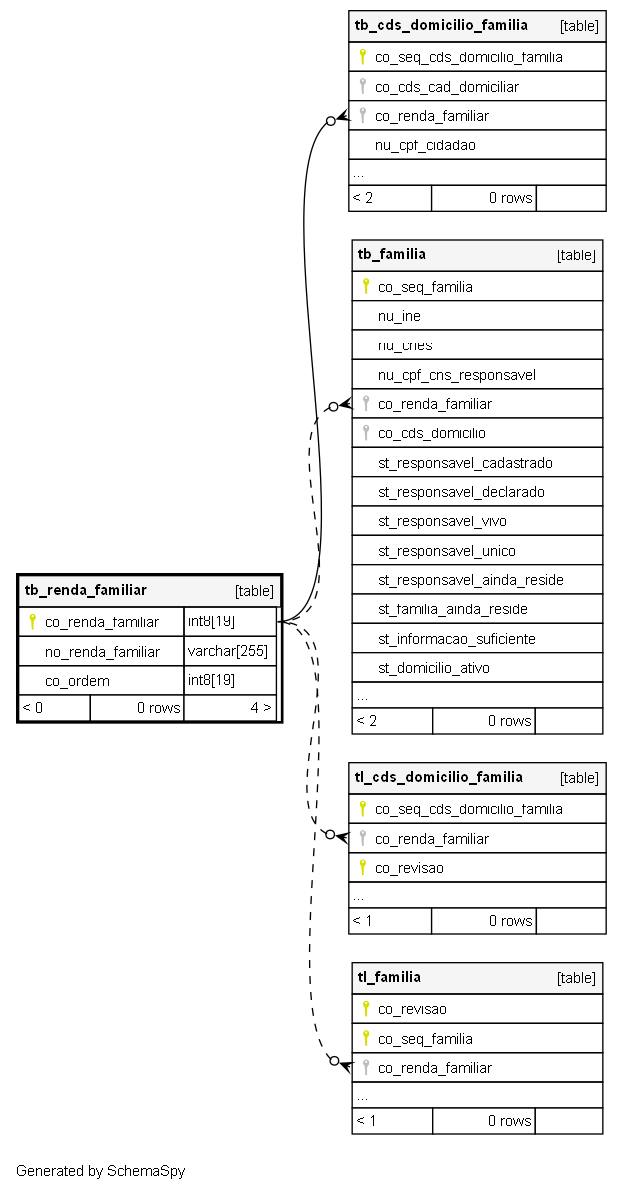 tb_cds_domicilio_familia [table]
co_seq_cds_domicilio_familia
co_cds_cad_domiciliar
co_renda_familiar
nu_cpf_cidadao
...
< 2 0 rows
tb_familia [table]
co_seq_familia
nu_ine
nu_cnes
nu_cpf_cns_responsavel
co_renda_familiar
co_cds_domicilio
st_responsavel_cadastrado
st_responsavel_declarado
st_responsavel_vivo
st_responsavel_unico
st_responsavel_ainda_reside
st_familia_ainda_reside
st_informacao_suficiente
st_domicilio_ativo
...
< 2 0 rows
tb_renda_familiar [table]
co_renda_familiar int8[19]
no_renda_familiar varchar[255]
co_ordem int8[19]
< 0 0 rows 4 >
tl_cds_domicilio_familia [table]
co_seq_cds_domicilio_familia
co_renda_familiar
co_revisao
...
< 1 0 rows
tl_familia [table]
co_revisao
co_seq_familia
co_renda_familiar
...
< 1 0 rows
Generated by SchemaSpy